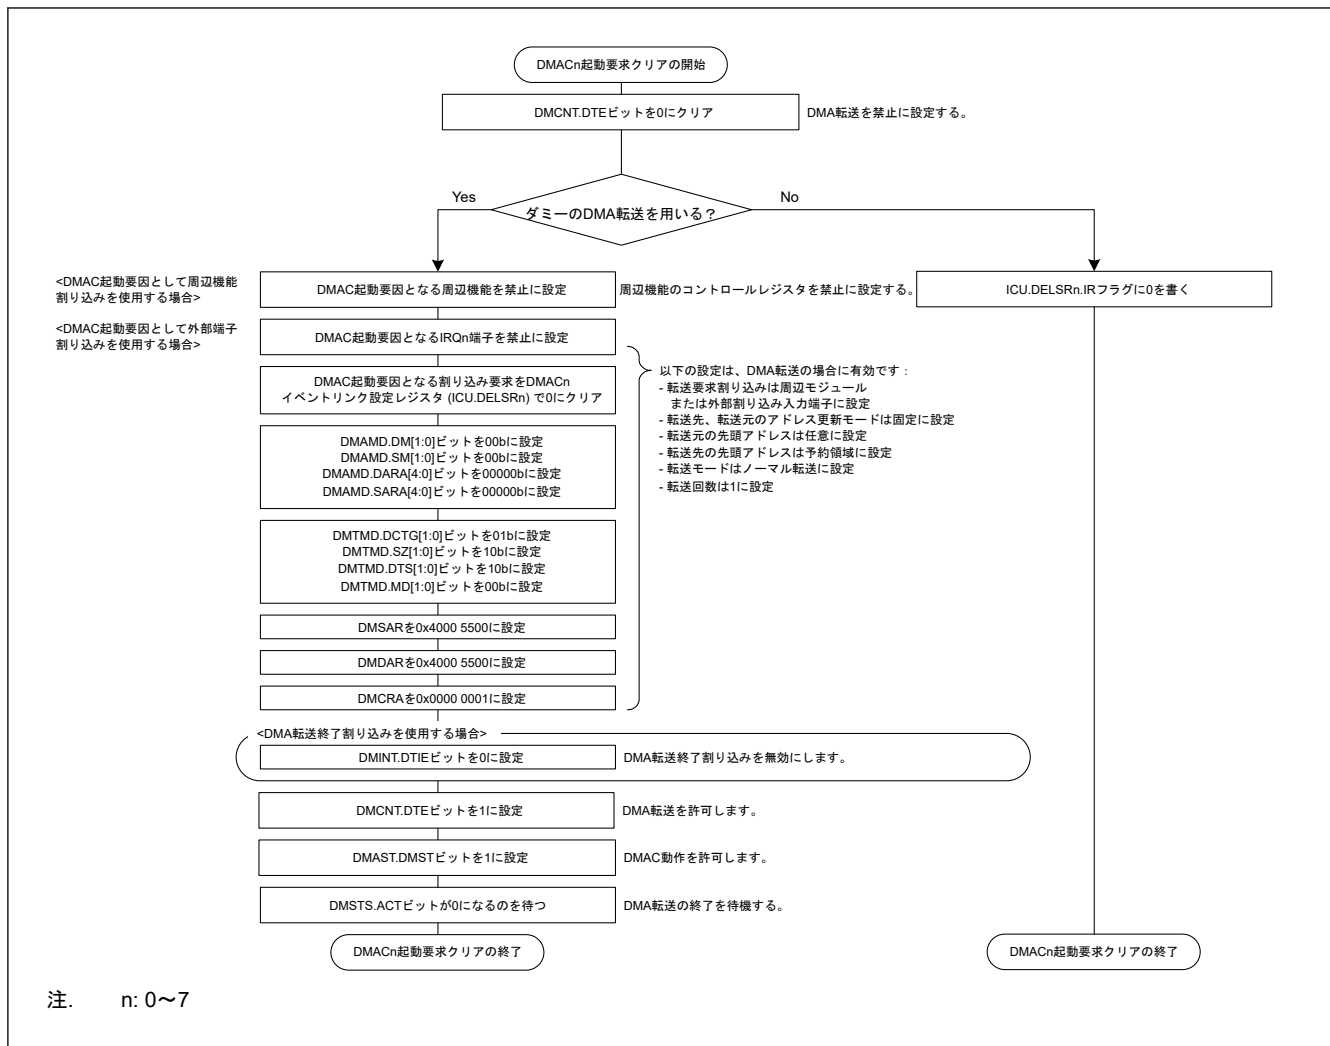 DMACn起動要求クリアの開始
DMCNT.DTEビットを0にクリア
DMA転送を禁止に設定する。
Yes
No
ダミーのDMA転送を用いる？
<DMAC起動要因として周辺機能
割り込みを使用する場合>
DMAC起動要因となる周辺機能を禁止に設定
周辺機能のコントロールレジスタを禁止に設定する。
ICU.DELSRn.IRフラグに0を書く
<DMAC起動要因として外部端子
割り込みを使用する場合>
DMAC起動要因となるIRQn端子を禁止に設定
DMAC起動要因となる割り込み要求をDMACn
イベントリンク設定レジスタ (ICU.DELSRn) で0にクリア
以下の設定は、DMA転送の場合に有効です：
- 転送要求割り込みは周辺モジュール
または外部割り込み入力端子に設定
- 転送先、転送元のアドレス更新モードは固定に設定
- 転送元の先頭アドレスは任意に設定
- 転送先の先頭アドレスは予約領域に設定
- 転送モードはノーマル転送に設定
- 転送回数は1に設定
DMAMD.DM[1:0]ビットを00bに設定
DMAMD.SM[1:0]ビットを00bに設定
DMAMD.DARA[4:0]ビットを00000bに設定
DMAMD.SARA[4:0]ビットを00000bに設定
DMTMD.DCTG[1:0]ビットを01bに設定
DMTMD.SZ[1:0]ビットを10bに設定
DMTMD.DTS[1:0]ビットを10bに設定
DMTMD.MD[1:0]ビットを00bに設定
DMSARを0x4000 5500に設定
DMDARを0x4000 5500に設定
DMCRAを0x0000 0001に設定
<DMA転送終了割り込みを使用する場合>
DMINT.DTIEビットを0に設定
DMA転送終了割り込みを無効にします。
DMCNT.DTEビットを1に設定
DMA転送を許可します。
DMAST.DMSTビットを1に設定
DMAC動作を許可します。
DMSTS.ACTビットが0になるのを待つ
DMA転送の終了を待機する。
DMACn起動要求クリアの終了
DMACn起動要求クリアの終了
注. n: 0～7